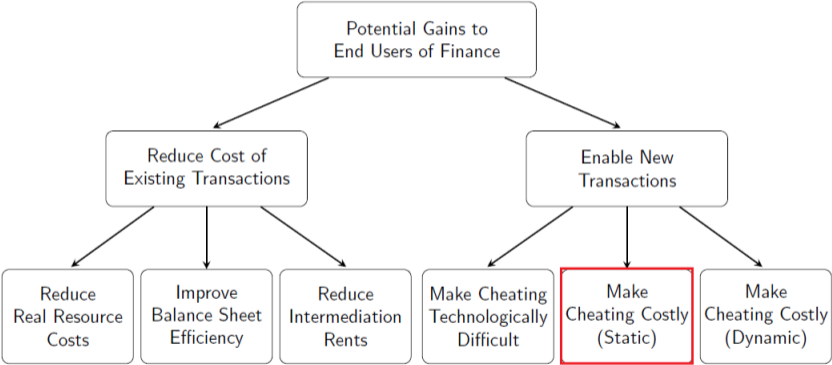 Potential Gains to
End Users of Finance
Reduce Cost of
Existing Transactions
Enable New
Transactions
Reduce
Real Resource
Costs
Improve
Balance Sheet
Efficiency
Reduce
Intermediation
Rents
Make Cheating
Technologically
Difficult
Make
Cheating Costly
(Static)
Make
Cheating Costly
(Dynamic)